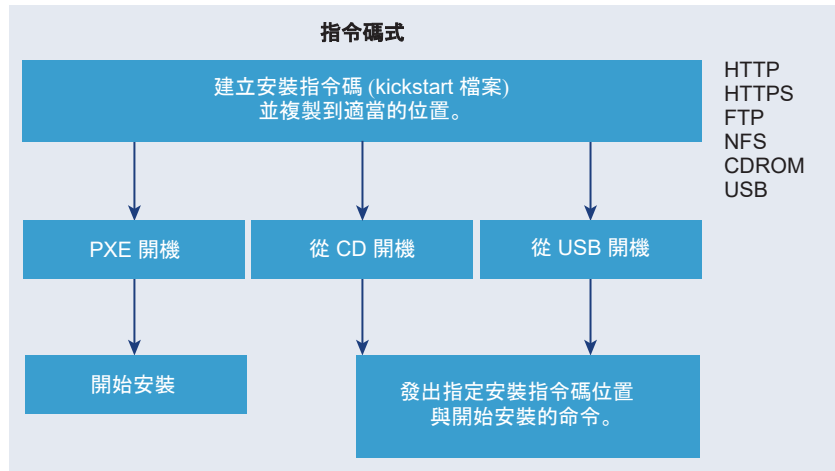 指令碼式
建立安裝指令碼 (kickstart 檔案)
並複製到適當的位置。
HTTP
HTTPS
FTP
NFS
CDROM
USB
PXE 開機
從 CD 開機
從 USB 開機
開始安裝
發出指定安裝指令碼位置
與開始安裝的命令。